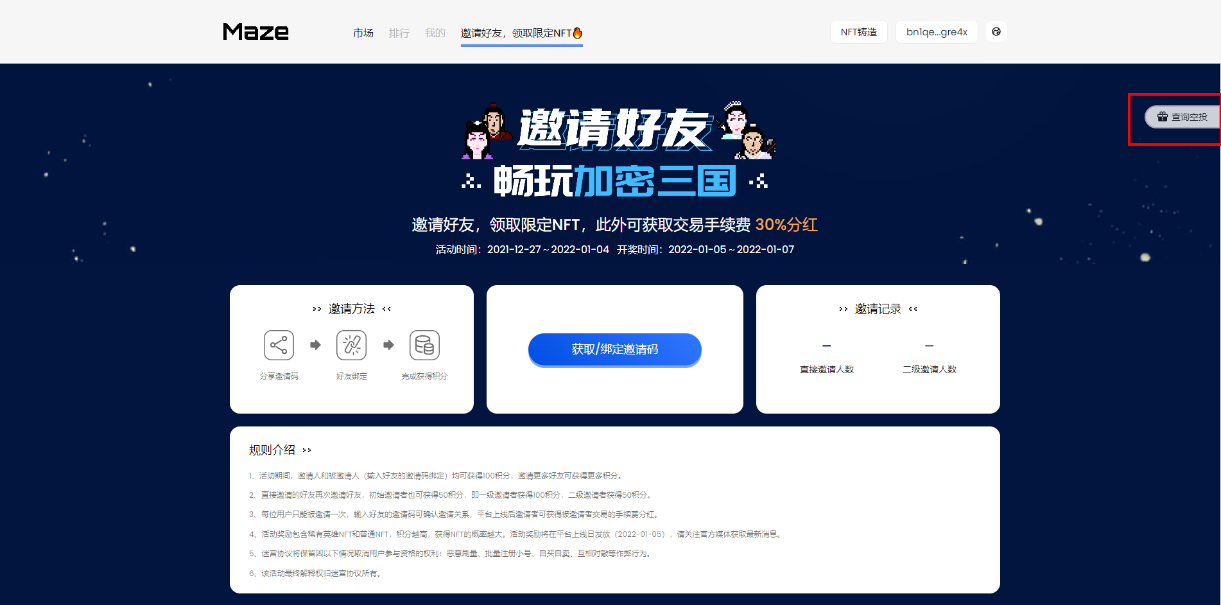 Maze
市场 排行 我的 邀请好友，领取限定NFT🔥
NFT铸造 bn1qe...gre4x
查询空投
邀请好友
畅玩加密三国
邀请好友，领取限定NFT，此外可获取交易手续费 30%分红
活动时间：2021-12-27～2022-01-04 开奖时间：2022-01-05～2022-01-07
>> 邀请方法 <<
分享邀请码 好友绑定 完成获得积分
获取/绑定邀请码
>> 邀请记录 <<
– –
直接邀请人数 二级邀请人数
规则介绍 >>
1、活动期间，邀请人和被邀请人（输入好友的邀请码绑定）均可获得100积分，邀请更多好友可获得更多积分。
2、直接邀请的好友再次邀请好友，初始邀请者也可获得50积分，即一级邀请者获得100积分，二级邀请者获得50积分。
3、每位用户只能被邀请一次，输入好友的邀请码可确认邀请关系，平台上线后邀请者可获得被邀请者交易的手续费分红。
4、活动奖励包含稀有英雄NFT和普通NFT，积分越高，获得NFT的概率越大。活动奖励将在平台上线日发放（2022-01-05），请关注官方媒体获取最新消息。
5、迷宫协议将保留因以下情况取消用户参与资格的权利：恶意刷量、批量注册小号、自买自卖、互相对敲等作弊行为。
6、该活动最终解释权归迷宫协议所有。